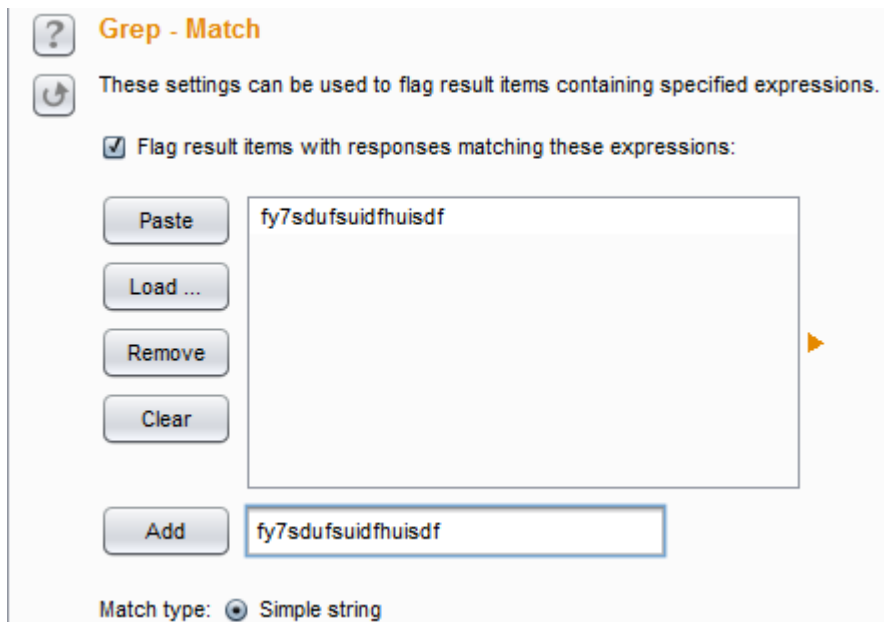 ?
Grep - Match
These settings can be used to flag result items containing specified expressions.
Flag result items with responses matching these expressions:
Paste
fy7sdufsuidfhuisdf
Load ...
Remove
Clear
Add
fy7sdufsuidfhuisdf
Match type: Simple string